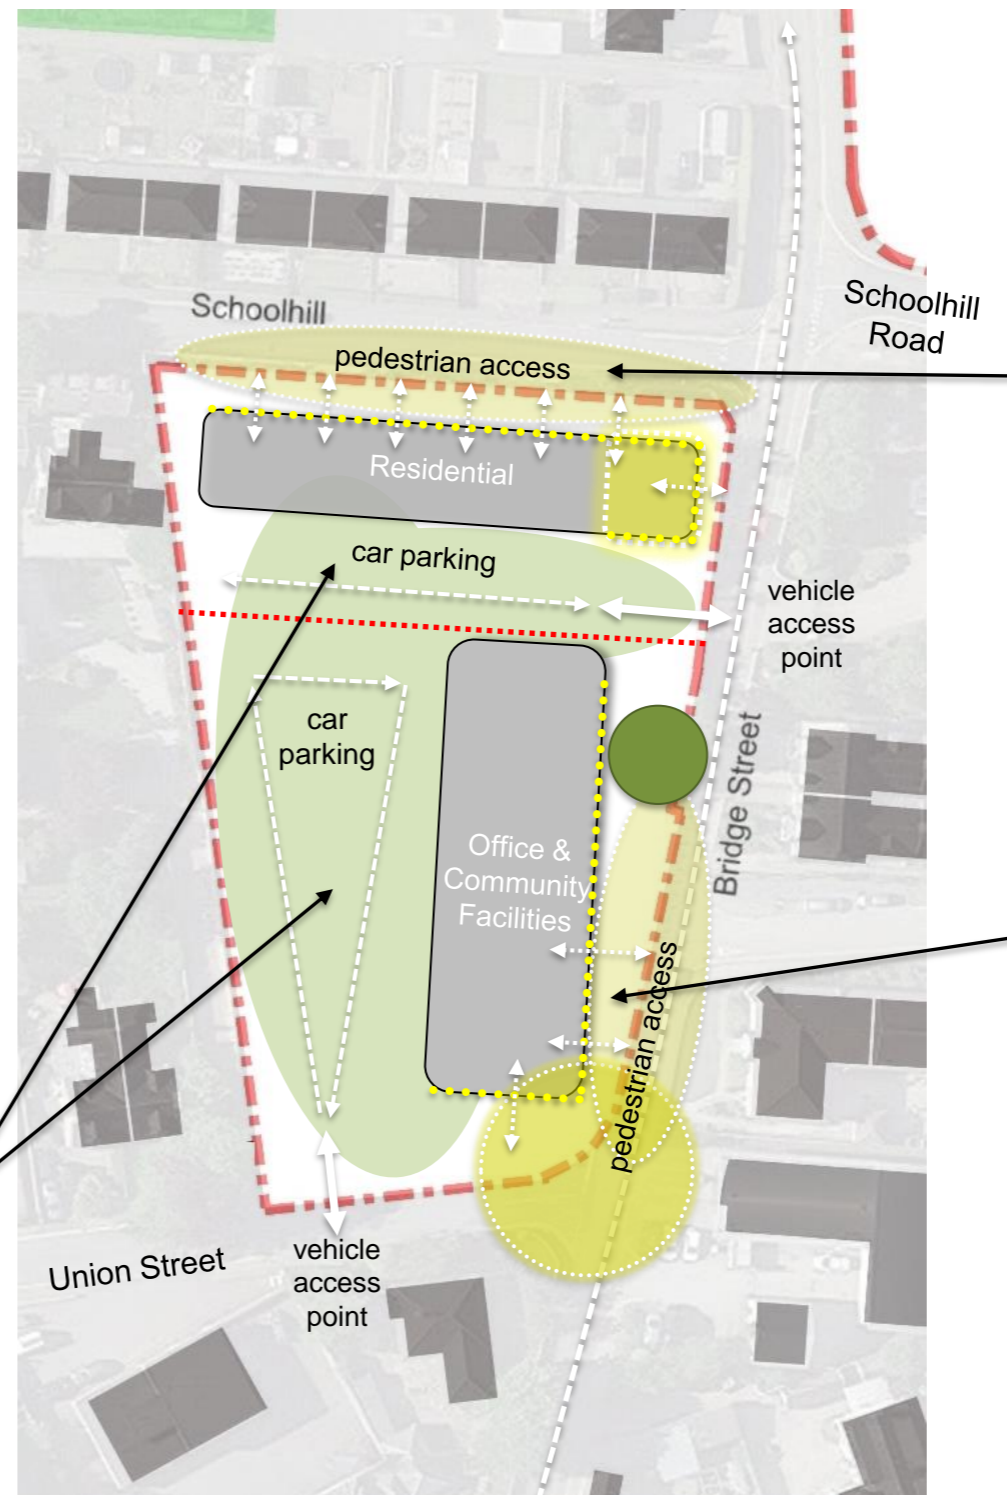 Schoolhill
Road
Schoolhill
pedestrian access
Residential
car parking
vehicle
access
point
car
parking
Bridge Street
Office &
Community
Facilities
pedestrian access
Union Street
vehicle
access
point